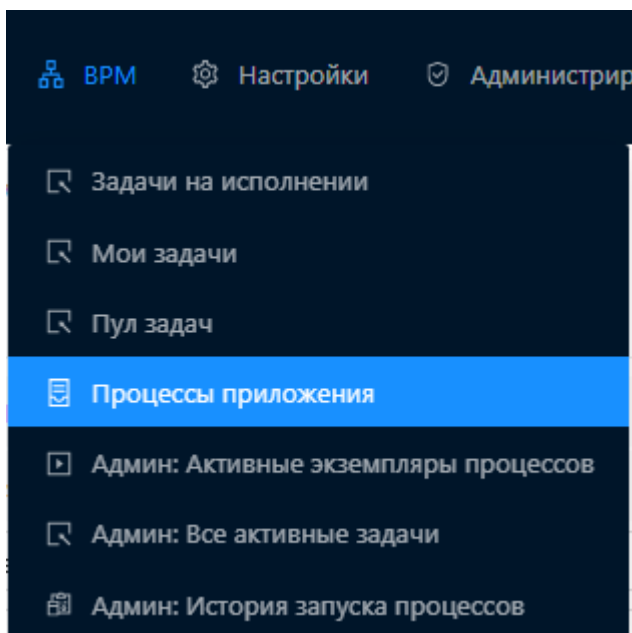 BPM Настройки Администрир
Задачи на исполнении
Мои задачи
Пул задач
Процессы приложения
Админ: Активные экземпляры процессов
Админ: Все активные задачи
Админ: История запуска процессов